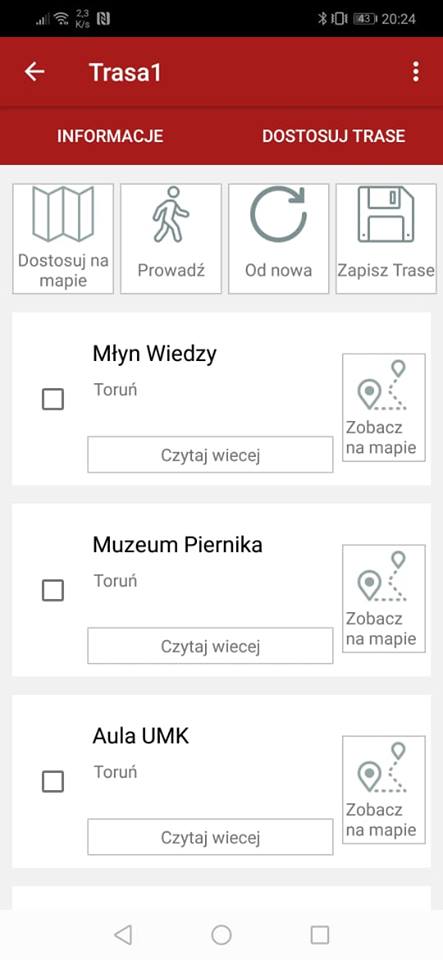 2,3
K/s
43
20:24
Trasa1
INFORMACJE
DOSTOSUJ TRASE
Dostosuj na
mapie
Prowadź
Od nowa
Zapisz Trase
Młyn Wiedzy
Toruń
Czytaj wiecej
Zobacz
na mapie
Muzeum Piernika
Toruń
Czytaj wiecej
Zobacz
na mapie
Aula UMK
Toruń
Czytaj wiecej
Zobacz
na mapie